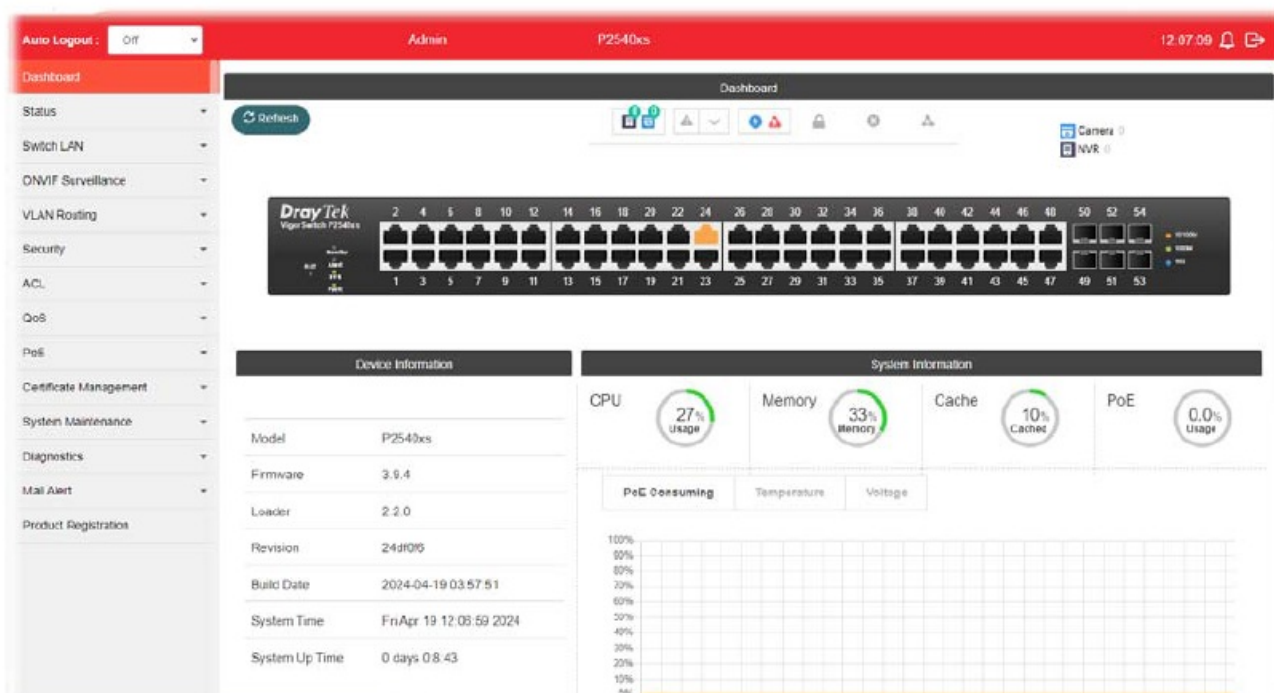 Auto Logout : Off Admin P2540xs 12:07:09
Dashboard
Status
Switch LAN
ONVIF Surveillance
VLAN Routing
Security
ACL
QoS
PoE
Certificate Management
System Maintenance
Diagnostics
Mail Alert
Product Registration
Dashboard
Refresh
0 0
Camera 0
NVR 0
DrayTek
VigorSwitch P2540xs
2 4 6 8 10 12 14 16 18 20 22 24 26 28 30 32 34 36 38 40 42 44 46 48 50 52 54
1 3 5 7 9 11 13 15 17 19 21 23 25 27 29 31 33 35 37 39 41 43 45 47 49 51 53
Device Information
Model P2540xs
Firmware 3.9.4
Loader 2.2.0
Revision 24df0f6
Build Date 2024-04-19 03:57:51
System Time Fri Apr 19 12:06:59 2024
System Up Time 0 days 0:8:43
System Information
CPU 27% Usage
Memory 33% Memory
Cache 10% Cached
PoE 0.0% Usage
PoE Consuming Temperature Voltage
100%
90%
80%
70%
60%
50%
40%
30%
20%
10%
0%